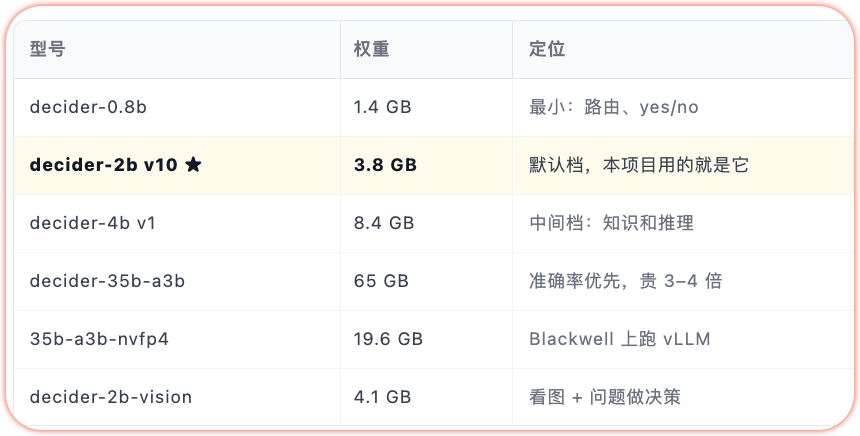 型号 权重 定位
decider-0.8b 1.4 GB 最小：路由、yes/no
decider-2b v10 ★ 3.8 GB 默认档，本项目用的就是它
decider-4b v1 8.4 GB 中间档：知识和推理
decider-35b-a3b 65 GB 准确率优先，贵 3–4 倍
35b-a3b-nvfp4 19.6 GB Blackwell 上跑 vLLM
decider-2b-vision 4.1 GB 看图 + 问题做决策